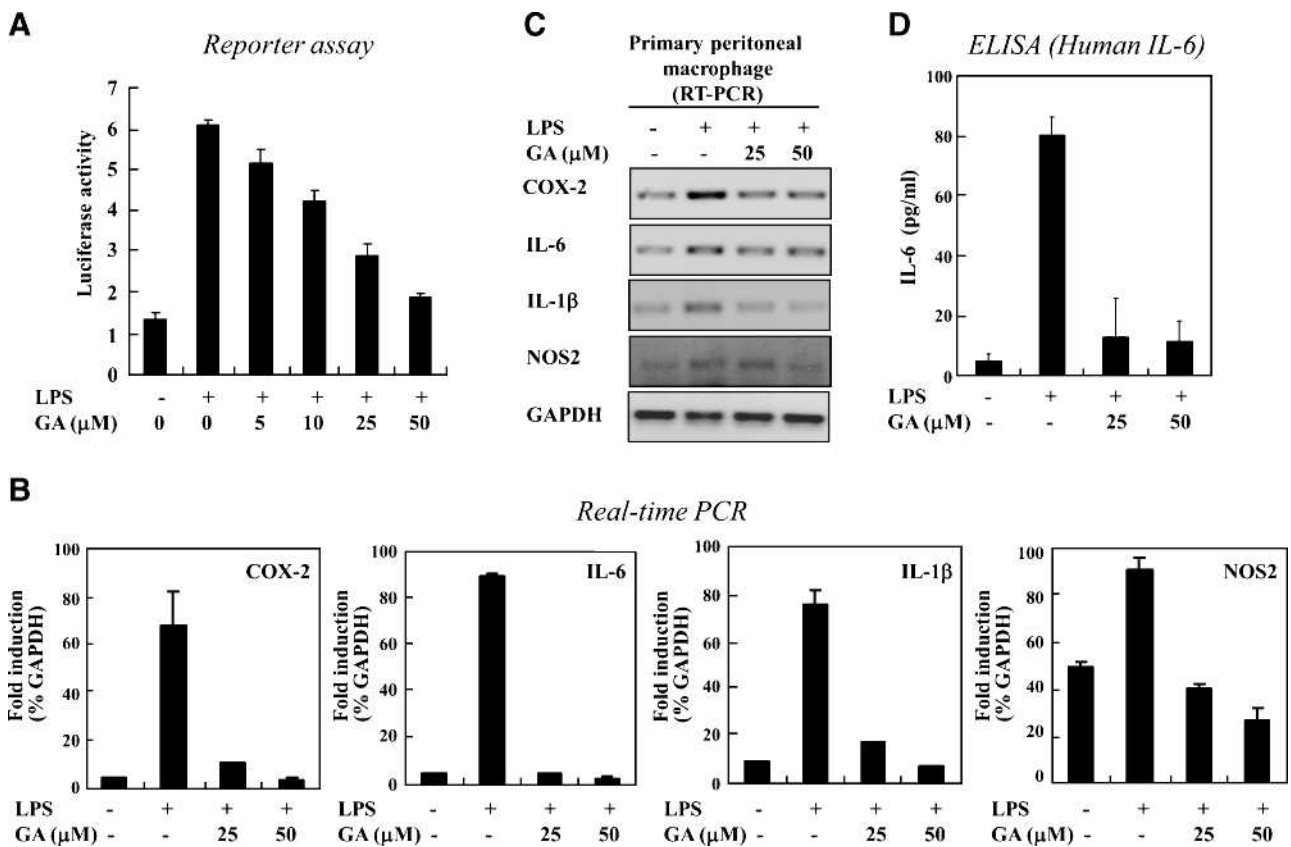 A
Reporter assay
Luciferase activity
7
6
5
4
3
2
1
0
LPS - + + + + +
GA (μM) 0 0 5 10 25 50
C
Primary peritoneal
macrophage
(RT-PCR)
LPS - + + +
GA (μM) - - 25 50
COX-2
IL-6
IL-1β
NOS2
GAPDH
D
ELISA (Human IL-6)
IL-6 (pg/ml)
100
80
60
40
20
0
LPS - + + +
GA (μM) - - 25 50
B
Real-time PCR
COX-2
Fold induction
(% GAPDH)
100
80
60
40
20
0
LPS - + + +
GA (μM) - - 25 50
IL-6
Fold induction
(% GAPDH)
100
80
60
40
20
0
LPS - + + +
GA (μM) - - 25 50
IL-1β
Fold induction
(% GAPDH)
100
80
60
40
20
0
LPS - + + +
GA (μM) - - 25 50
NOS2
Fold induction
(% GAPDH)
100
80
60
40
20
0
LPS - + + +
GA (μM) - - 25 50